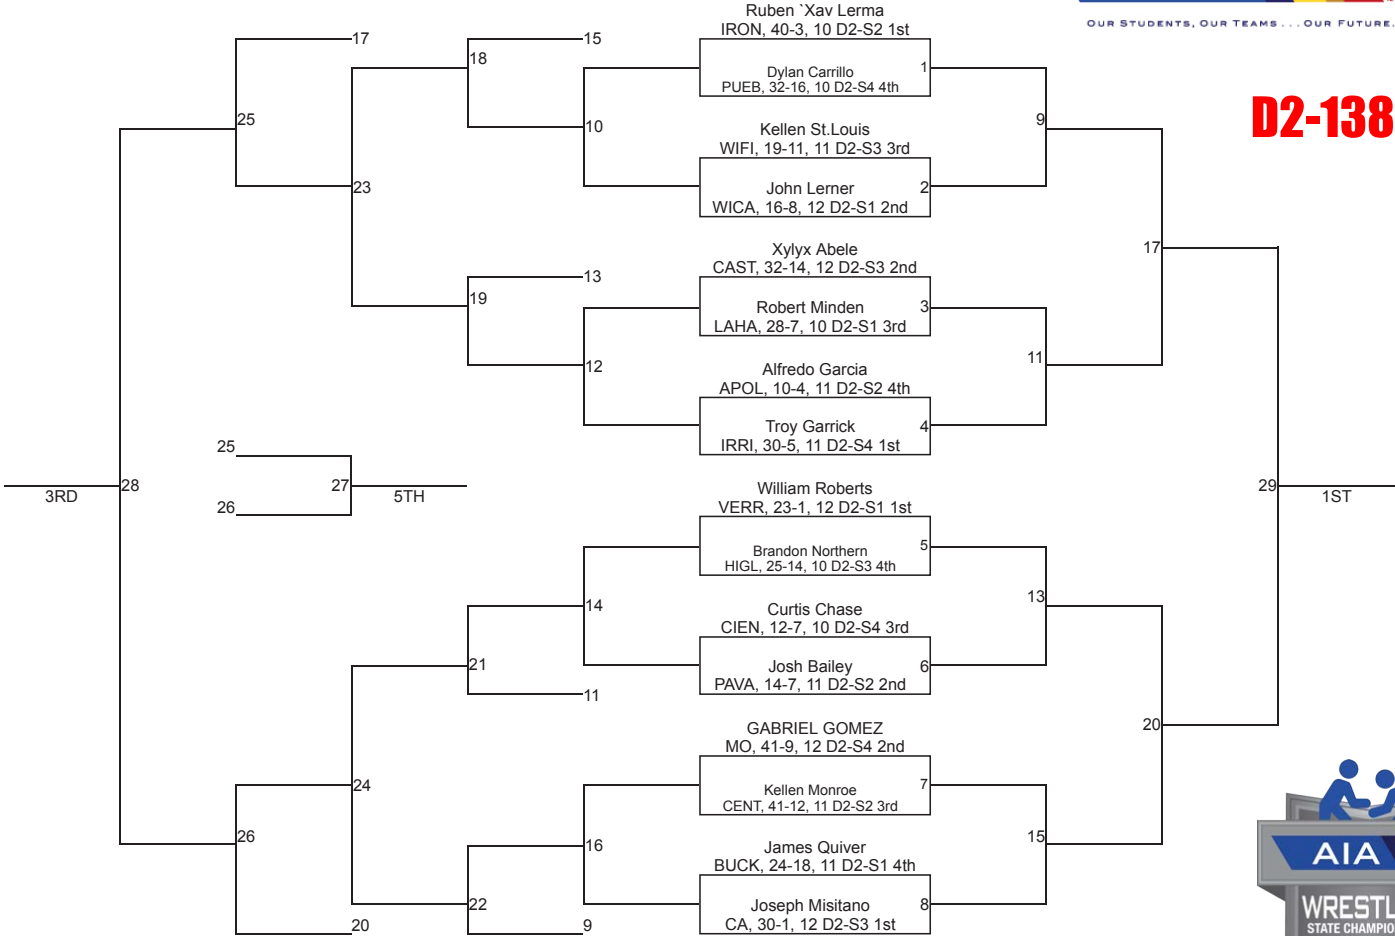 OUR STUDENTS, OUR TEAMS . . . OUR FUTURE.
D2-138
Ruben `Xav Lerma
IRON, 40-3, 10 D2-S2 1st
Dylan Carrillo
PUEB, 32-16, 10 D2-S4 4th
1
Kellen St.Louis
WIFI, 19-11, 11 D2-S3 3rd
John Lerner
WICA, 16-8, 12 D2-S1 2nd
2
Xylyx Abele
CAST, 32-14, 12 D2-S3 2nd
Robert Minden
LAHA, 28-7, 10 D2-S1 3rd
3
Alfredo Garcia
APOL, 10-4, 11 D2-S2 4th
Troy Garrick
IRRI, 30-5, 11 D2-S4 1st
4
William Roberts
VERR, 23-1, 12 D2-S1 1st
Brandon Northern
HIGL, 25-14, 10 D2-S3 4th
5
Curtis Chase
CIEN, 12-7, 10 D2-S4 3rd
Josh Bailey
PAVA, 14-7, 11 D2-S2 2nd
6
GABRIEL GOMEZ
MO, 41-9, 12 D2-S4 2nd
Kellen Monroe
CENT, 41-12, 11 D2-S2 3rd
7
James Quiver
BUCK, 24-18, 11 D2-S1 4th
Joseph Misitano
CA, 30-1, 12 D2-S3 1st
8
9
11
13
15
17
20
29
1ST
15
10
13
12
14
11
16
9
18
19
21
22
17
23
24
20
25
26
25
26
27
5TH
28
3RD
AIA
WRESTL
STATE CHAMPIO